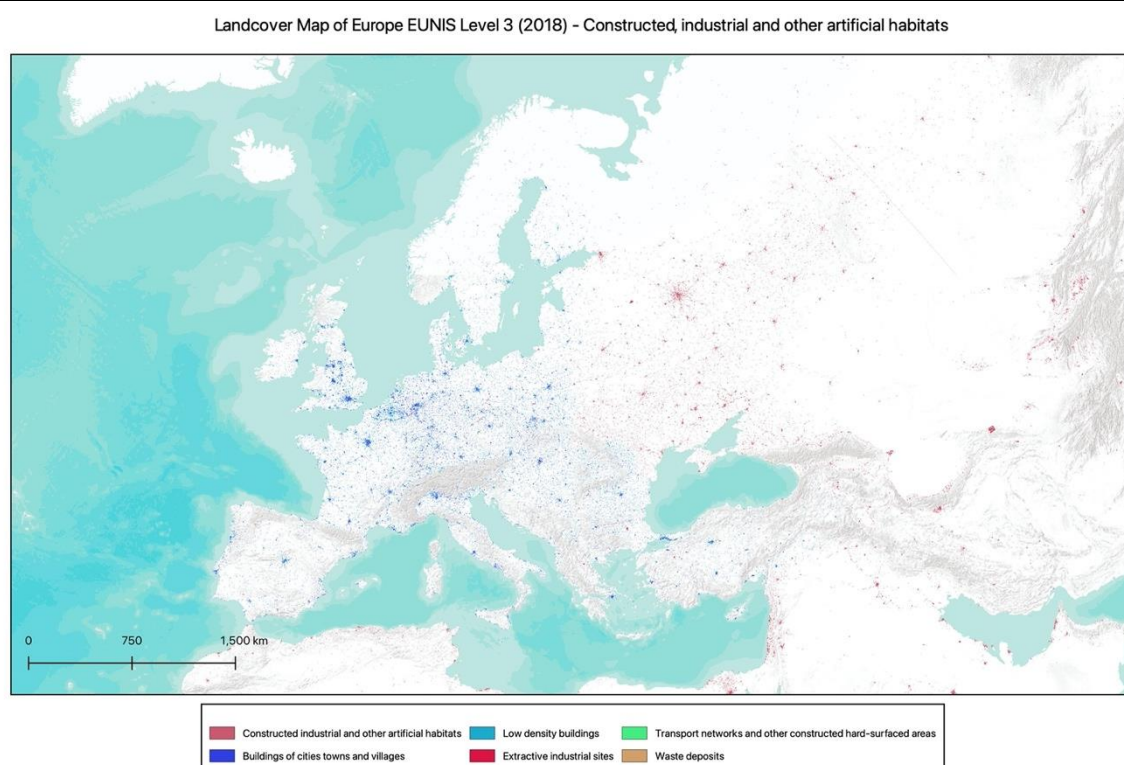 Landcover Map of Europe EUNIS Level 3 (2018) - Constructed, industrial and other artificial habitats
0 750 1,500 km
Constructed industrial and other artificial habitats Low density buildings Transport networks and other constructed hard-surfaced areas
Buildings of cities towns and villages Extractive industrial sites Waste deposits